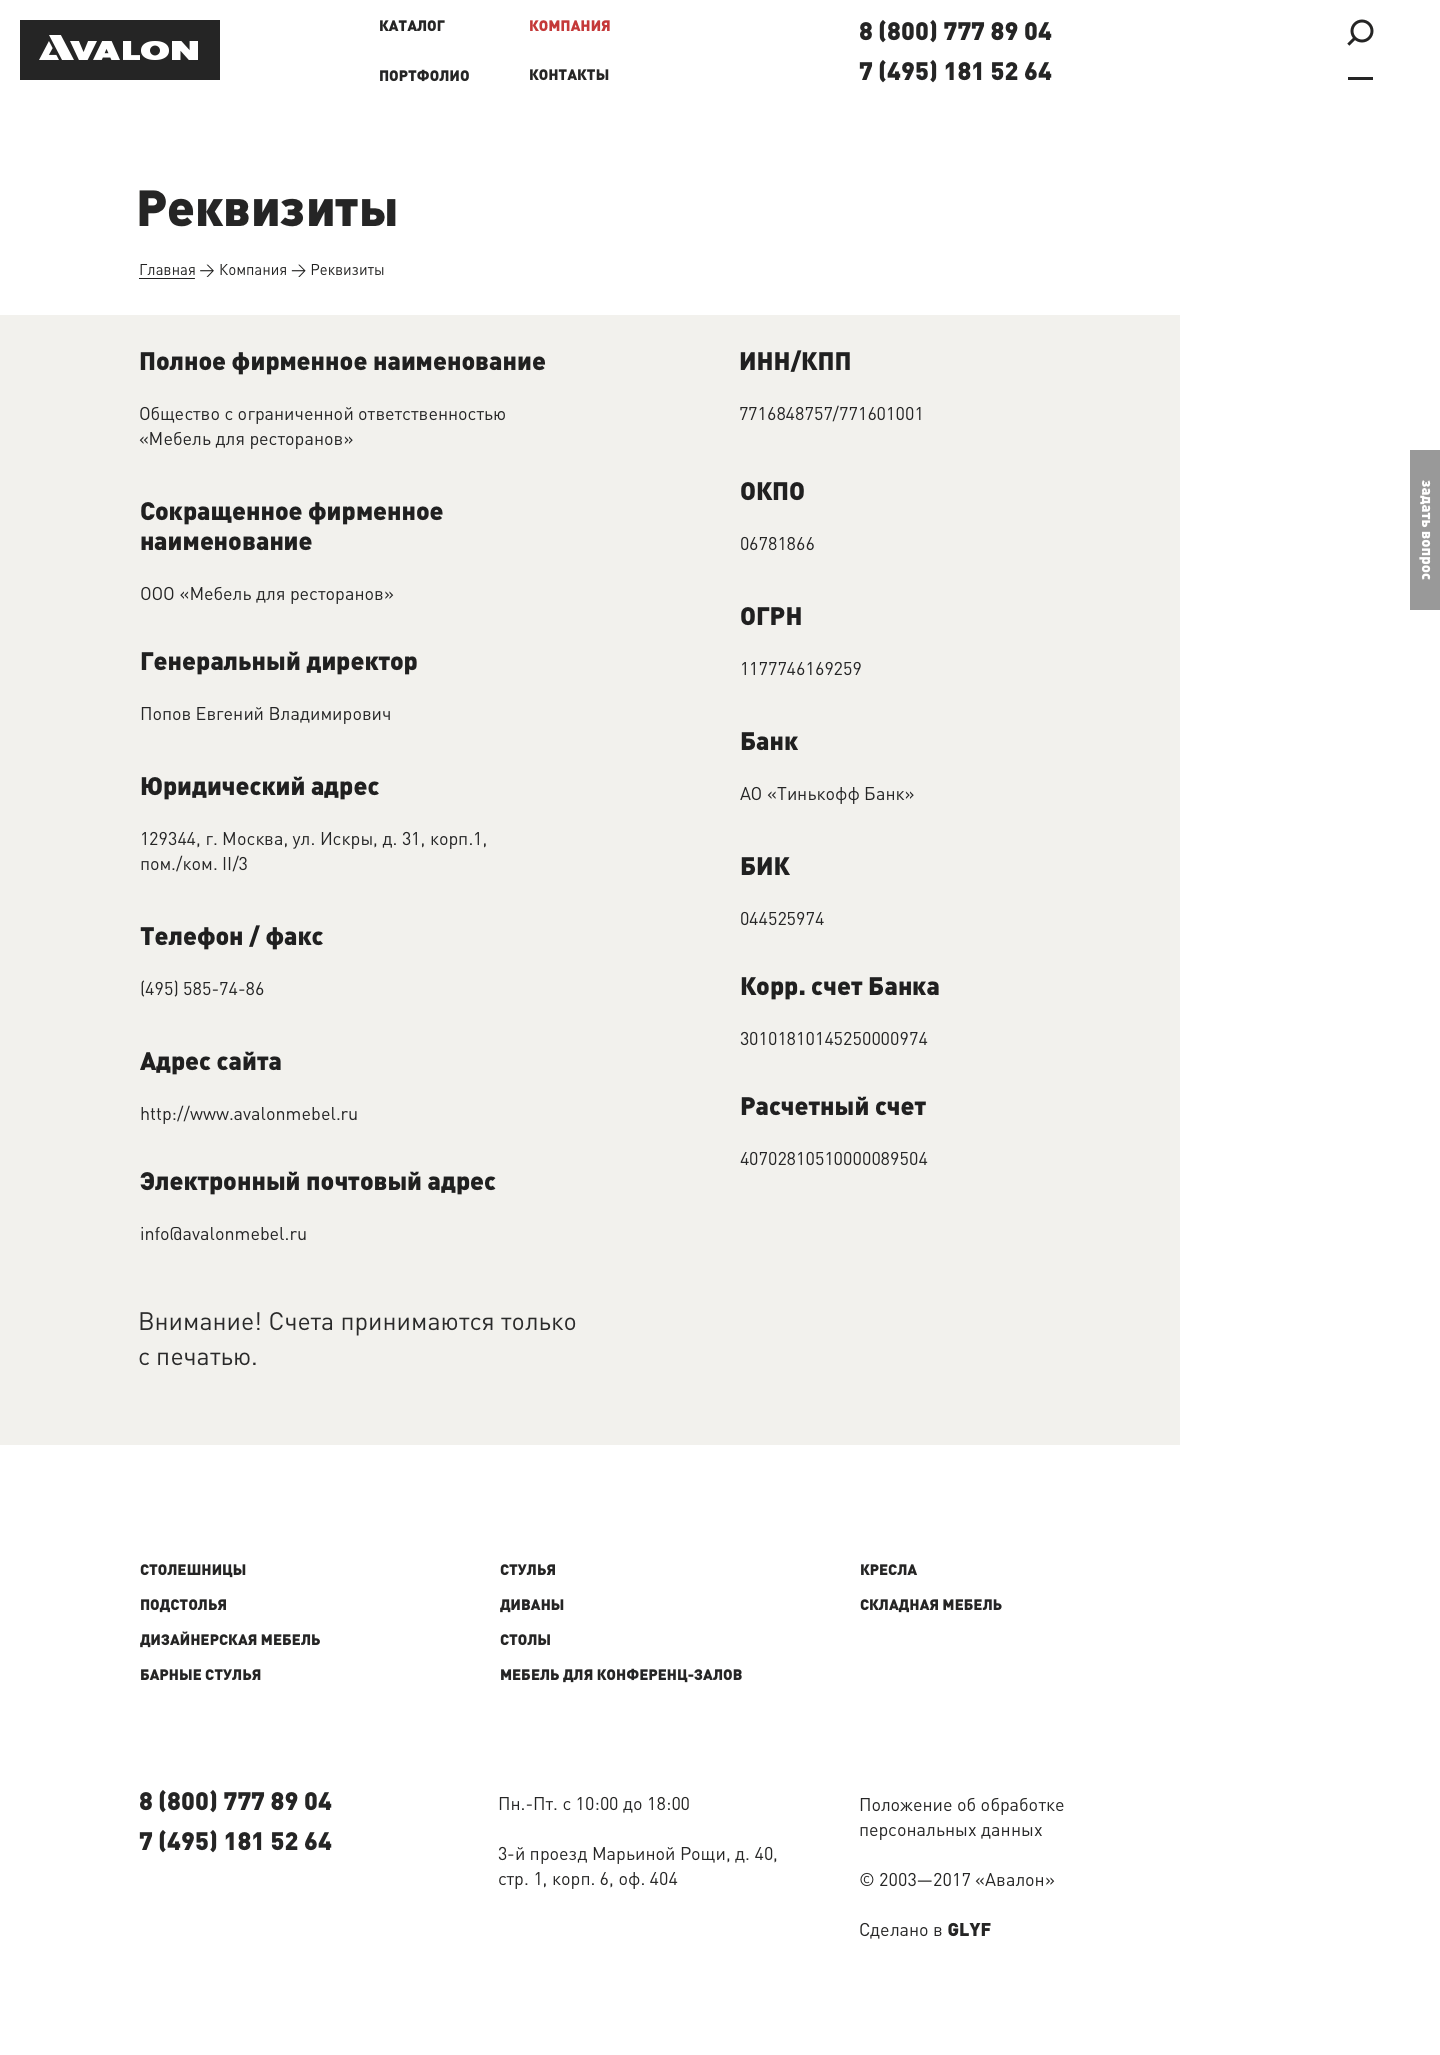 AVALON
КАТАЛОГ
КОМПАНИЯ
ПОРТФОЛИО
КОНТАКТЫ
8 (800) 777 89 04
7 (495) 181 52 64
Реквизиты
Главная → Компания → Реквизиты
Полное фирменное наименование
Общество с ограниченной ответственностью
«Мебель для ресторанов»
Сокращенное фирменное
наименование
ООО «Мебель для ресторанов»
Генеральный директор
Попов Евгений Владимирович
Юридический адрес
129344, г. Москва, ул. Искры, д. 31, корп.1,
пом./ком. II/3
Телефон / факс
(495) 585-74-86
Адрес сайта
http://www.avalonmebel.ru
Электронный почтовый адрес
info@avalonmebel.ru
Внимание! Счета принимаются только
с печатью.
ИНН/КПП
7716848757/771601001
ОКПО
06781866
ОГРН
1177746169259
Банк
АО «Тинькофф Банк»
БИК
044525974
Корр. счет Банка
30101810145250000974
Расчетный счет
40702810510000089504
задать вопрос
СТОЛЕШНИЦЫ
ПОДСТОЛЬЯ
ДИЗАЙНЕРСКАЯ МЕБЕЛЬ
БАРНЫЕ СТУЛЬЯ
СТУЛЬЯ
ДИВАНЫ
СТОЛЫ
МЕБЕЛЬ ДЛЯ КОНФЕРЕНЦ-ЗАЛОВ
КРЕСЛА
СКЛАДНАЯ МЕБЕЛЬ
8 (800) 777 89 04
7 (495) 181 52 64
Пн.-Пт. с 10:00 до 18:00
3-й проезд Марьиной Рощи, д. 40,
стр. 1, корп. 6, оф. 404
Положение об обработке
персональных данных
© 2003—2017 «Авалон»
Сделано в GLYF